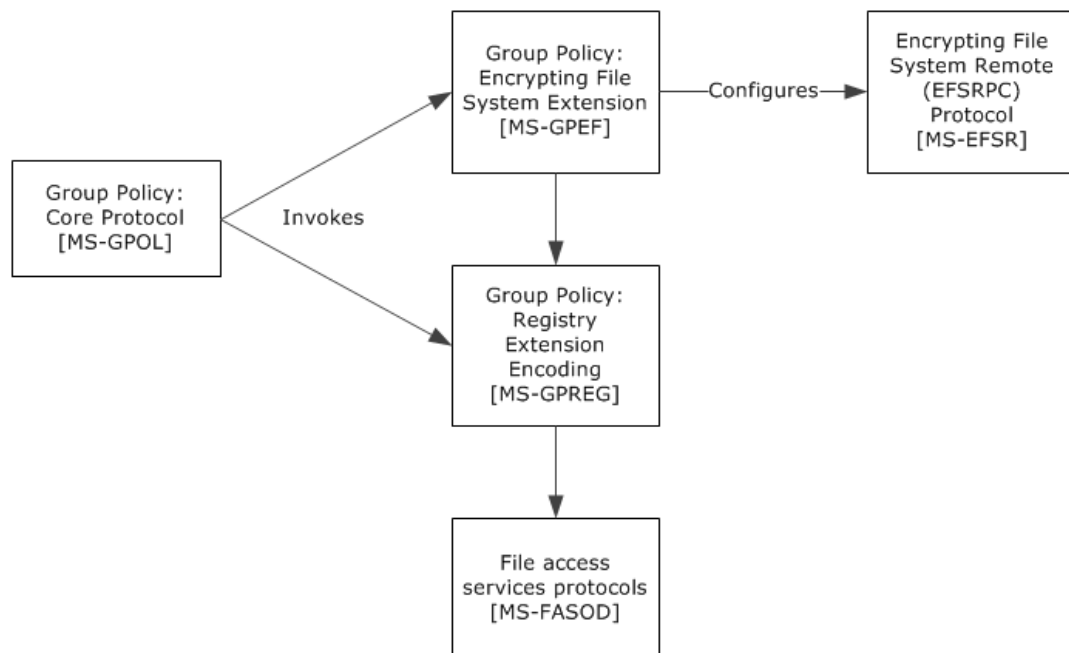 Group Policy:
Encrypting File
System Extension
[MS-GPEF]
Configures
Encrypting File
System Remote
(EFSRPC)
Protocol
[MS-EFSR]
Group Policy:
Core Protocol
[MS-GPOL]
Invokes
Group Policy:
Registry
Extension
Encoding
[MS-GPREG]
File access
services protocols
[MS-FASOD]